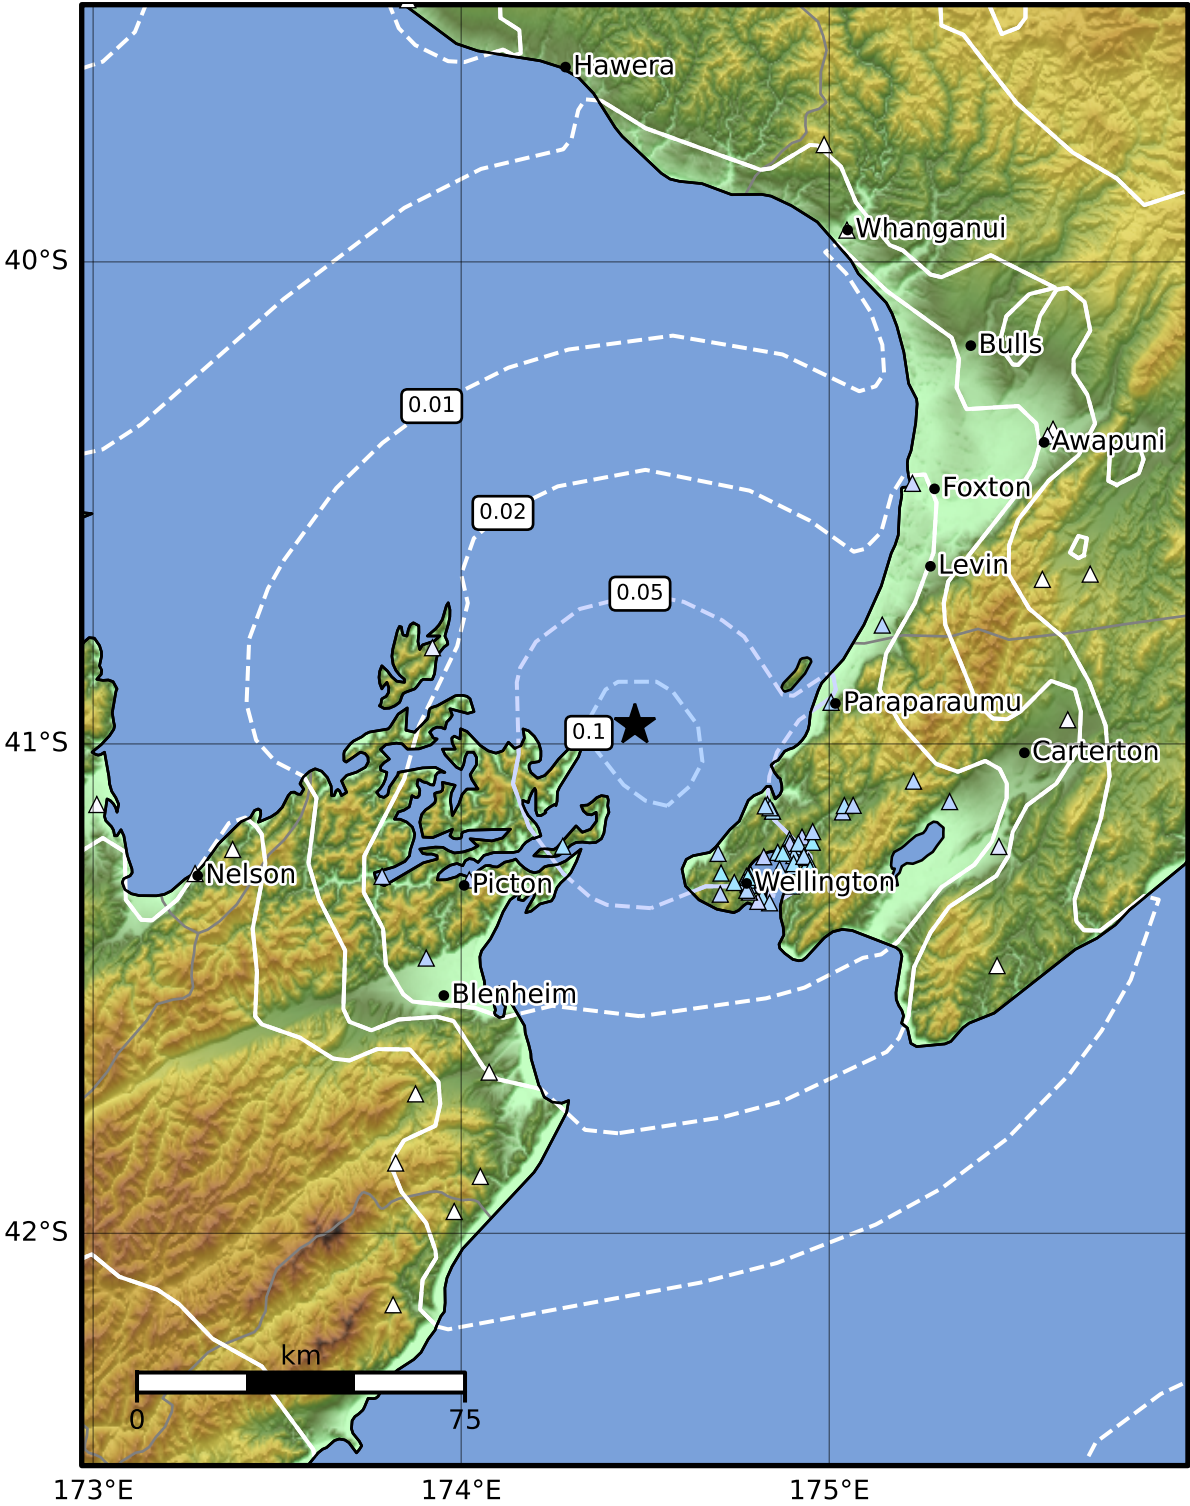 Hawera
Whanganui
40°S
Bulls
0.01
Awapuni
Foxton
0.02
Levin
0.05
Paraparaumu
0.1
41°S
Carterton
Nelson
Picton
Wellington
Blenheim
42°S
km
0
75
173°E
174°E
175°E